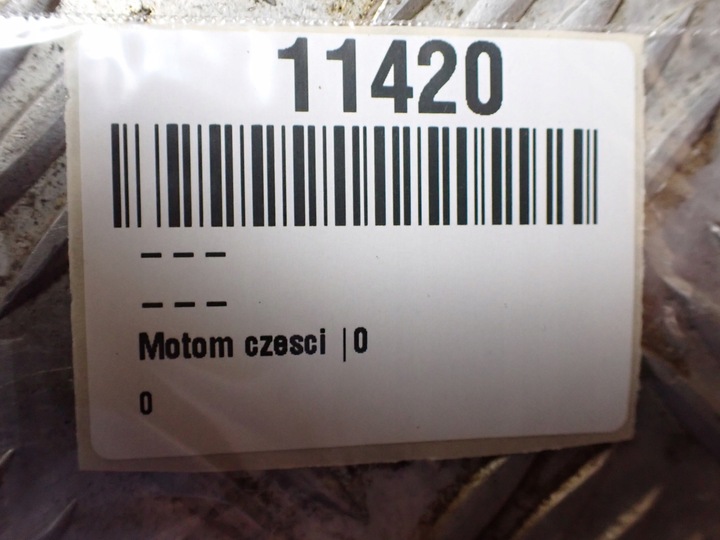 11420
– – –
– – –
Motom czesci |0
0